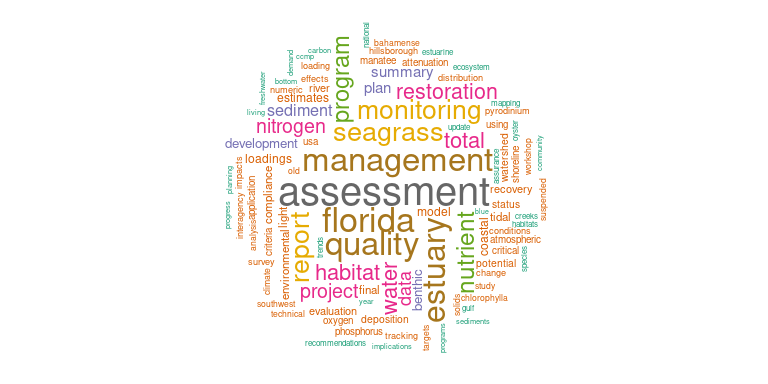 national
bahamense
hillsborough
estuarine
carbon
ccmp
demand
program
manatee
attenuation
ecosystem
loading
summary
distribution
bottom
effects
plan
restoration
numeric
river
freshwater
estimates
monitoring
mapping
living
sediment
pyrodinium
nitrogen
seagrass
update
using
oyster
development
usa
total
watershed
shoreline
workshop
community
loadings
management
assurance
old
planning
impacts
compliance
assessment
recovery
suspended
application
status
interagency
progress
criteria
light
florida
model
blue
tidal
creeks
habitats
analysis
report
quality
estuary
nutrient
coastal
conditions
atmospheric
trends
environmental
critical
survey
habitat
potential
species
climate
water
data
benthic
change
project
final
study
southwest
year
solids
chlorophylla
technical
evaluation
gulf
oxygen
deposition
sediments
phosphorus
tracking
targets
programs
recommendations
implications